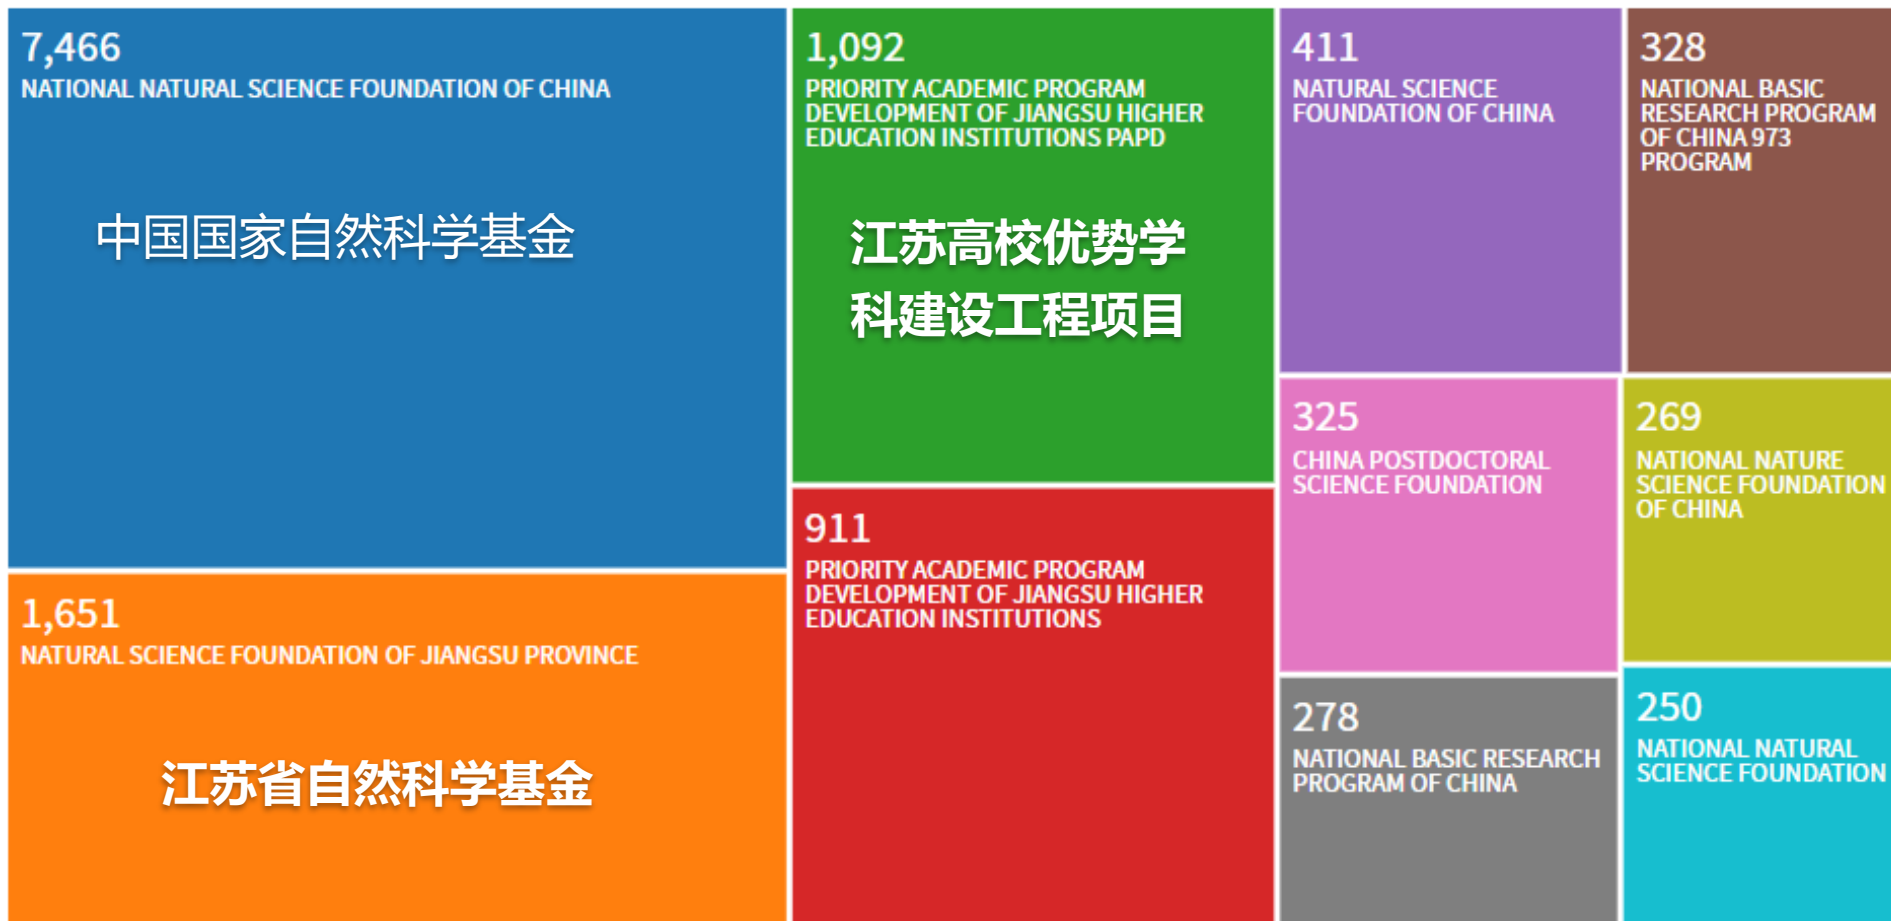 7,466
NATIONAL NATURAL SCIENCE FOUNDATION OF CHINA
中国国家自然科学基金
1,651
NATURAL SCIENCE FOUNDATION OF JIANGSU PROVINCE
江苏省自然科学基金
1,092
PRIORITY ACADEMIC PROGRAM
DEVELOPMENT OF JIANGSU HIGHER
EDUCATION INSTITUTIONS PAPD
江苏高校优势学
科建设工程项目
911
PRIORITY ACADEMIC PROGRAM
DEVELOPMENT OF JIANGSU HIGHER
EDUCATION INSTITUTIONS
411
NATURAL SCIENCE
FOUNDATION OF CHINA
328
NATIONAL BASIC
RESEARCH PROGRAM
OF CHINA 973
PROGRAM
325
CHINA POSTDOCTORAL
SCIENCE FOUNDATION
269
NATIONAL NATURE
SCIENCE FOUNDATION
OF CHINA
278
NATIONAL BASIC RESEARCH
PROGRAM OF CHINA
250
NATIONAL NATURAL
SCIENCE FOUNDATION